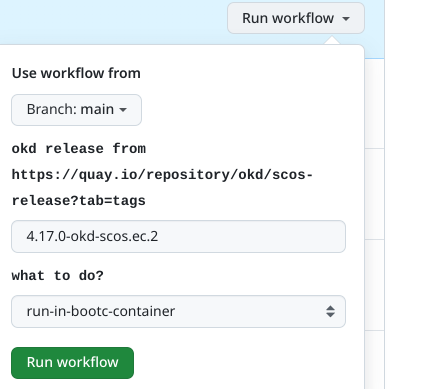 Run workflow
Use workflow from
Branch: main
okd release from
https://quay.io/repository/okd/scos-
release?tab=tags
4.17.0-okd-scos.ec.2
what to do?
run-in-bootc-container
Run workflow